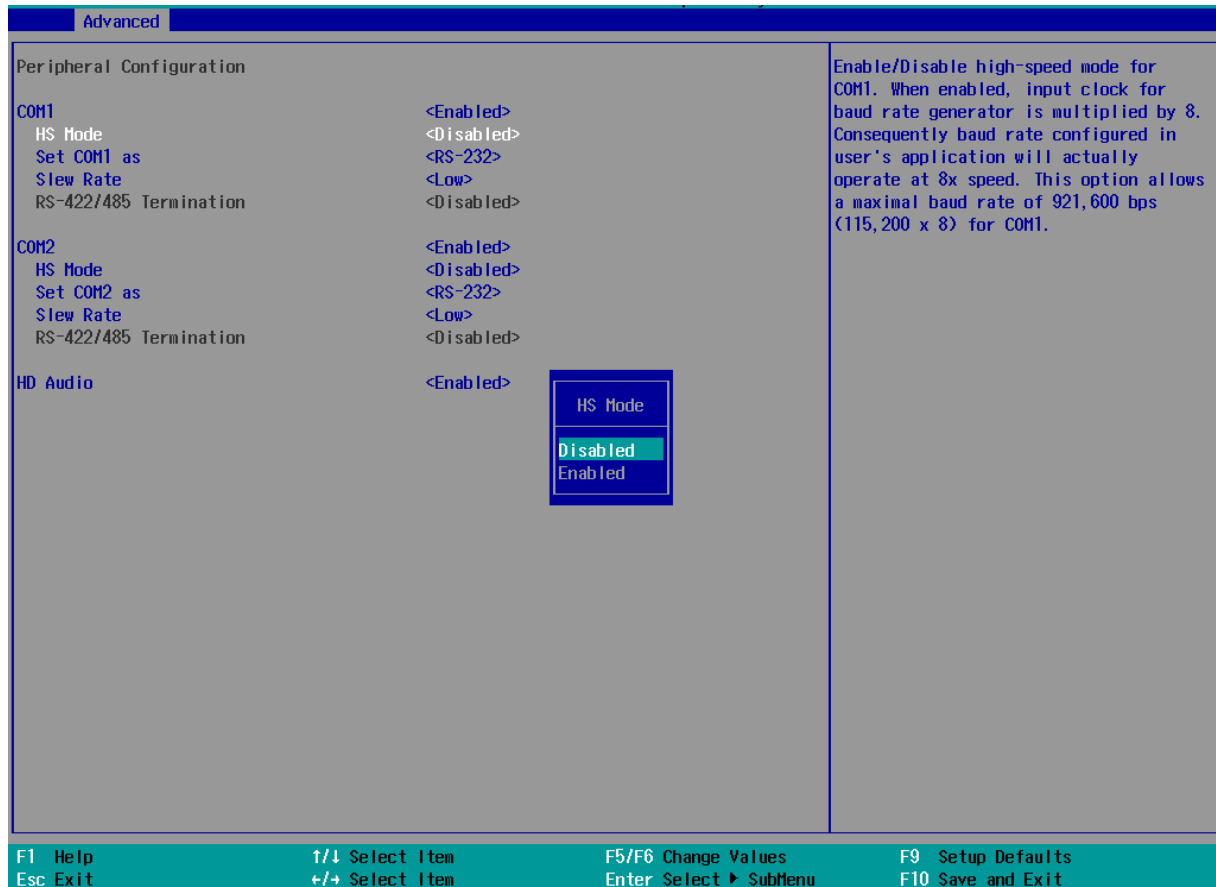 Advanced
Peripheral Configuration
COM1 <Enabled>
HS Mode <Disabled>
Set COM1 as <RS-232>
Slew Rate <Low>
RS-422/485 Termination <Disabled>
COM2 <Enabled>
HS Mode <Disabled>
Set COM2 as <RS-232>
Slew Rate <Low>
RS-422/485 Termination <Disabled>
HD Audio <Enabled>
HS Mode
Disabled
Enabled
Enable/Disable high-speed mode for
COM1. When enabled, input clock for
baud rate generator is multiplied by 8.
Consequently baud rate configured in
user's application will actually
operate at 8x speed. This option allows
a maximal baud rate of 921,600 bps
(115,200 x 8) for COM1.
F1 Help ↑/↓ Select Item F5/F6 Change Values F9 Setup Defaults
Esc Exit ←/→ Select Item Enter Select ▶ SubMenu F10 Save and Exit